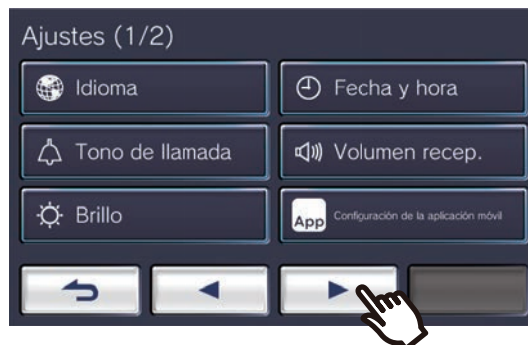 Ajustes (1/2)
Idioma
Fecha y hora
Tono de llamada
Volumen recep.
Brillo
App Configuración de la aplicación móvil